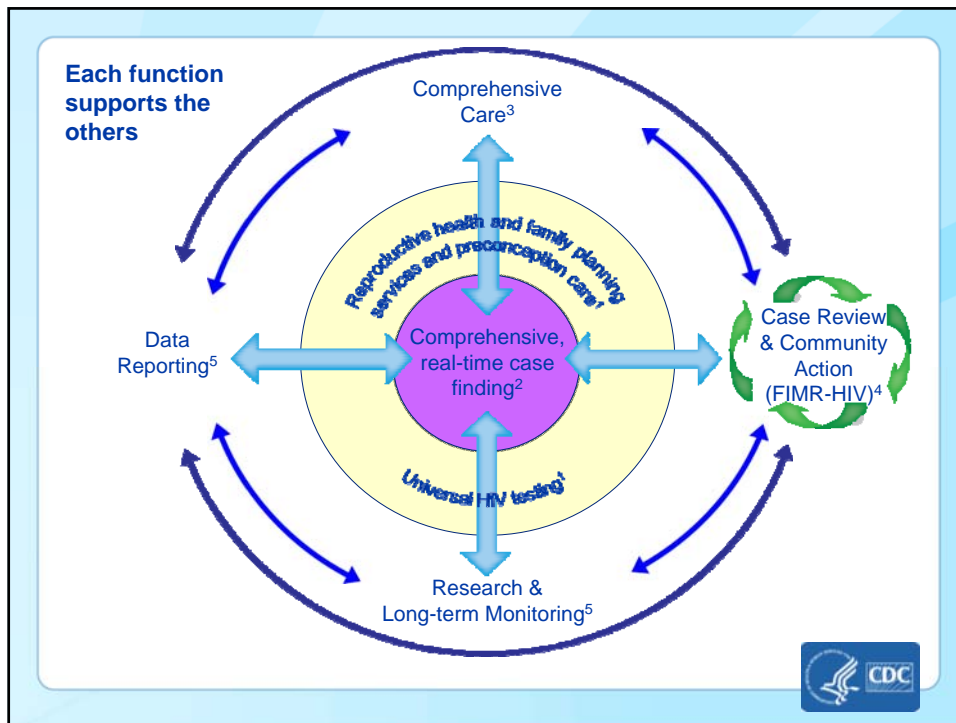 Each function
supports the
others
Comprehensive
Care³
Reproductive health and family planning
services and preconception care¹
Data
Reporting⁵
Comprehensive,
real-time case
finding²
Case Review
& Community
Action
(FIMR-HIV)⁴
Universal HIV testing¹
Research &
Long-term Monitoring⁵
CDC